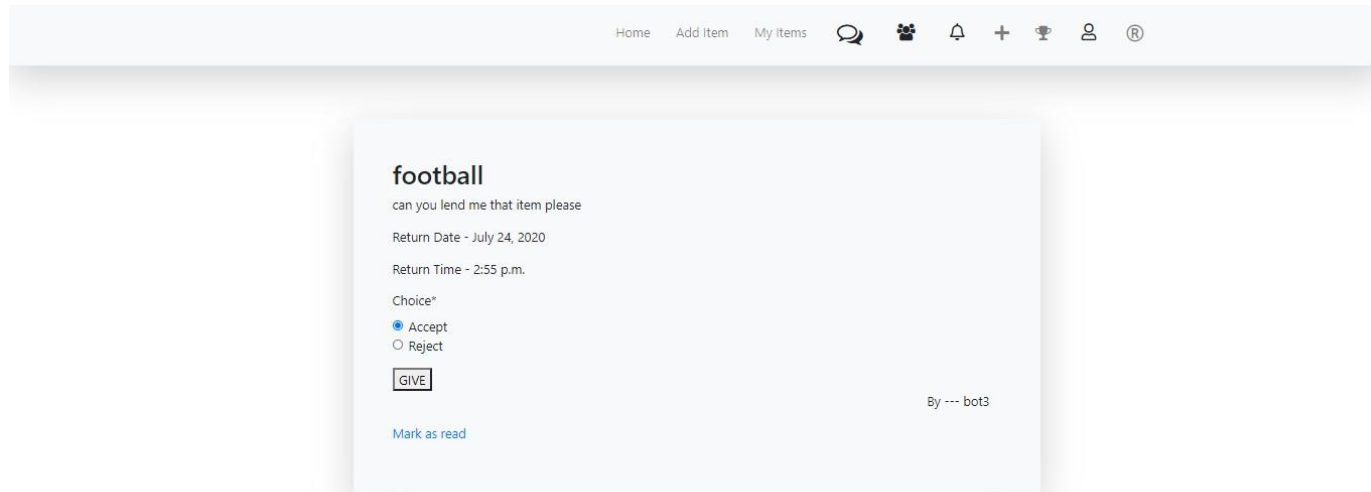 Home Add Item My Items ®
football
can you lend me that item please
Return Date - July 24, 2020
Return Time - 2:55 p.m.
Choice*
Accept
Reject
GIVE
By --- bot3
Mark as read